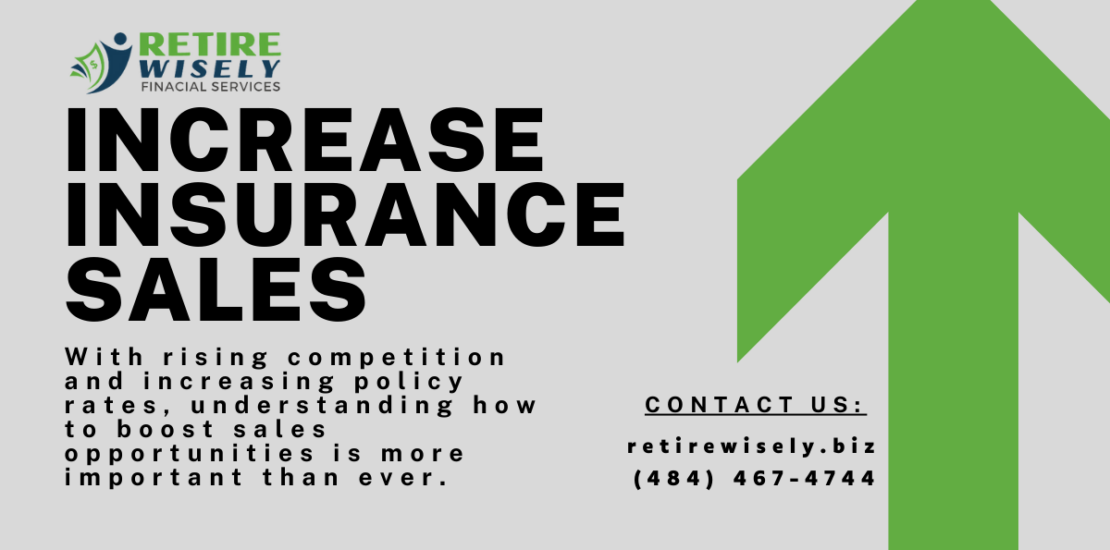 RETIRE
WISELY
FINACIAL SERVICES
INCREASE
INSURANCE
SALES
With rising competition
and increasing policy
rates, understanding how
to boost sales
opportunities is more
important than ever.
CONTACT US:
retirewisely.biz
(484) 467-4744